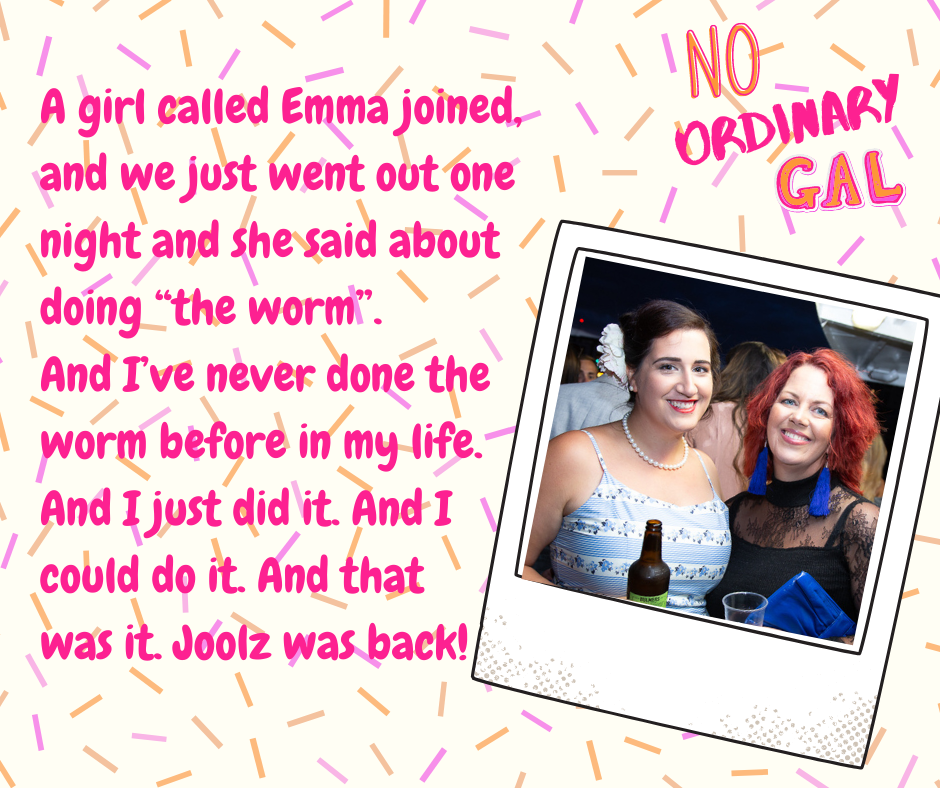 NO
ORDINARY
GAL
A girl called Emma joined,
and we just went out one
night and she said about
doing “the worm”.
And I’ve never done the
worm before in my life.
And I just did it. And I
could do it. And that
was it. Joolz was back!